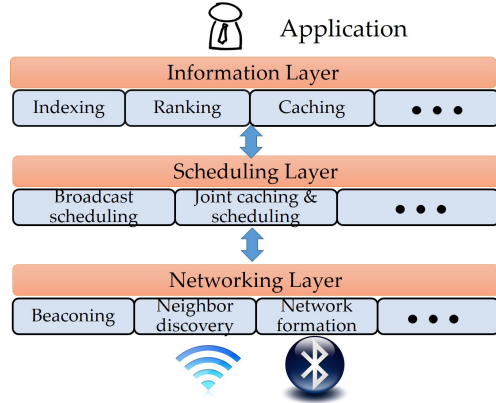 Application
Information Layer
Indexing Ranking Caching • • •
Scheduling Layer
Broadcast scheduling Joint caching & scheduling • • •
Networking Layer
Beaconing Neighbor discovery Network formation • • •